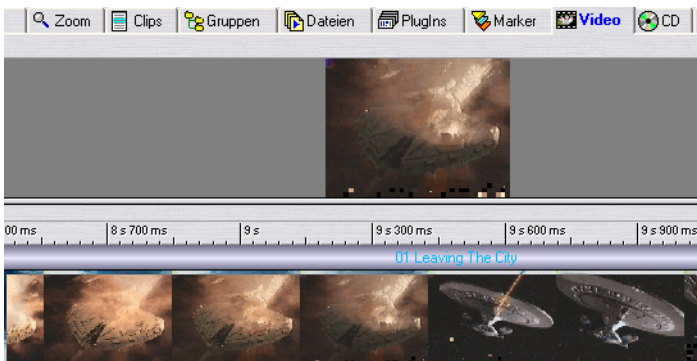 Zoom Clips Gruppen Dateien PlugIns Marker Video CD
00 ms 8 s 700 ms 9 s 9 s 300 ms 9 s 600 ms 9 s 900 ms
01 Leaving The City